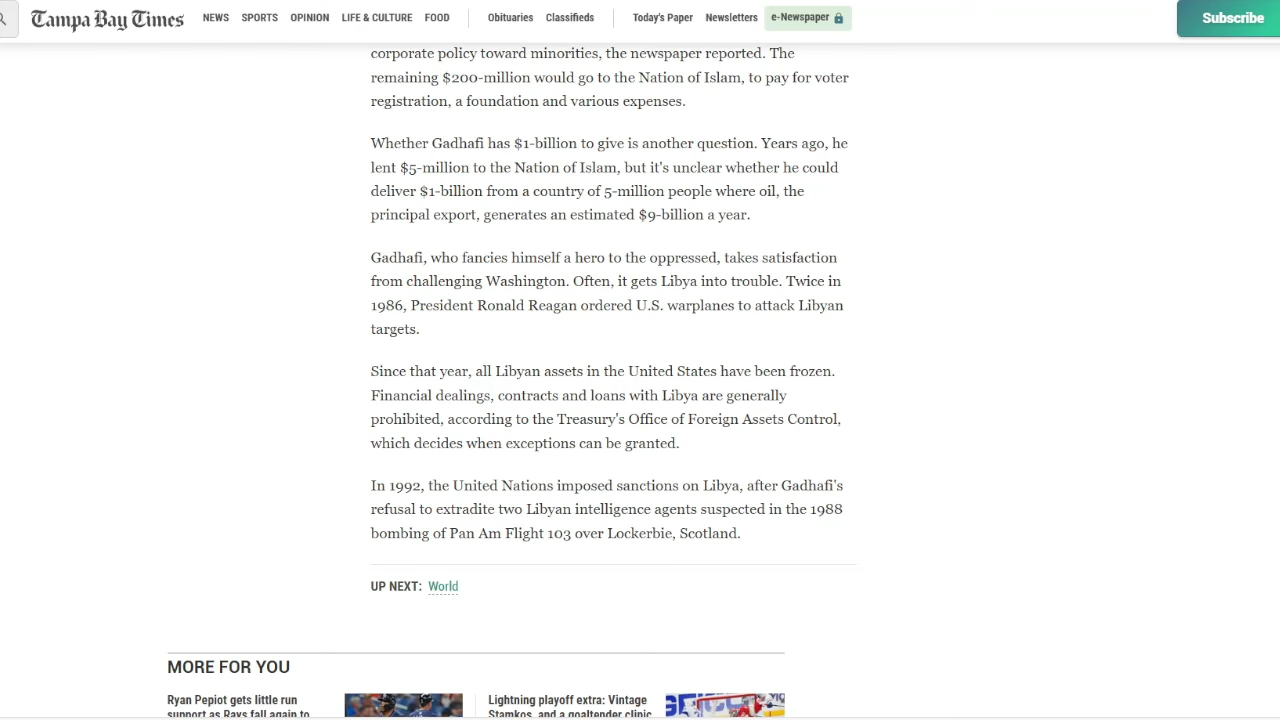 Tampa Bay Times NEWS SPORTS OPINION LIFE & CULTURE FOOD Obituaries Classifieds Today's Paper Newsletters e-Newspaper Subscribe
corporate policy toward minorities, the newspaper reported. The
remaining $200-million would go to the Nation of Islam, to pay for voter
registration, a foundation and various expenses.
Whether Gadhafi has $1-billion to give is another question. Years ago, he
lent $5-million to the Nation of Islam, but it's unclear whether he could
deliver $1-billion from a country of 5-million people where oil, the
principal export, generates an estimated $9-billion a year.
Gadhafi, who fancies himself a hero to the oppressed, takes satisfaction
from challenging Washington. Often, it gets Libya into trouble. Twice in
1986, President Ronald Reagan ordered U.S. warplanes to attack Libyan
targets.
Since that year, all Libyan assets in the United States have been frozen.
Financial dealings, contracts and loans with Libya are generally
prohibited, according to the Treasury's Office of Foreign Assets Control,
which decides when exceptions can be granted.
In 1992, the United Nations imposed sanctions on Libya, after Gadhafi's
refusal to extradite two Libyan intelligence agents suspected in the 1988
bombing of Pan Am Flight 103 over Lockerbie, Scotland.
UP NEXT: World
MORE FOR YOU
Ryan Pepiot gets little run
support as Rays fall again to
Lightning playoff extra: Vintage
Stamkos, and a goaltender clinic
GEICO